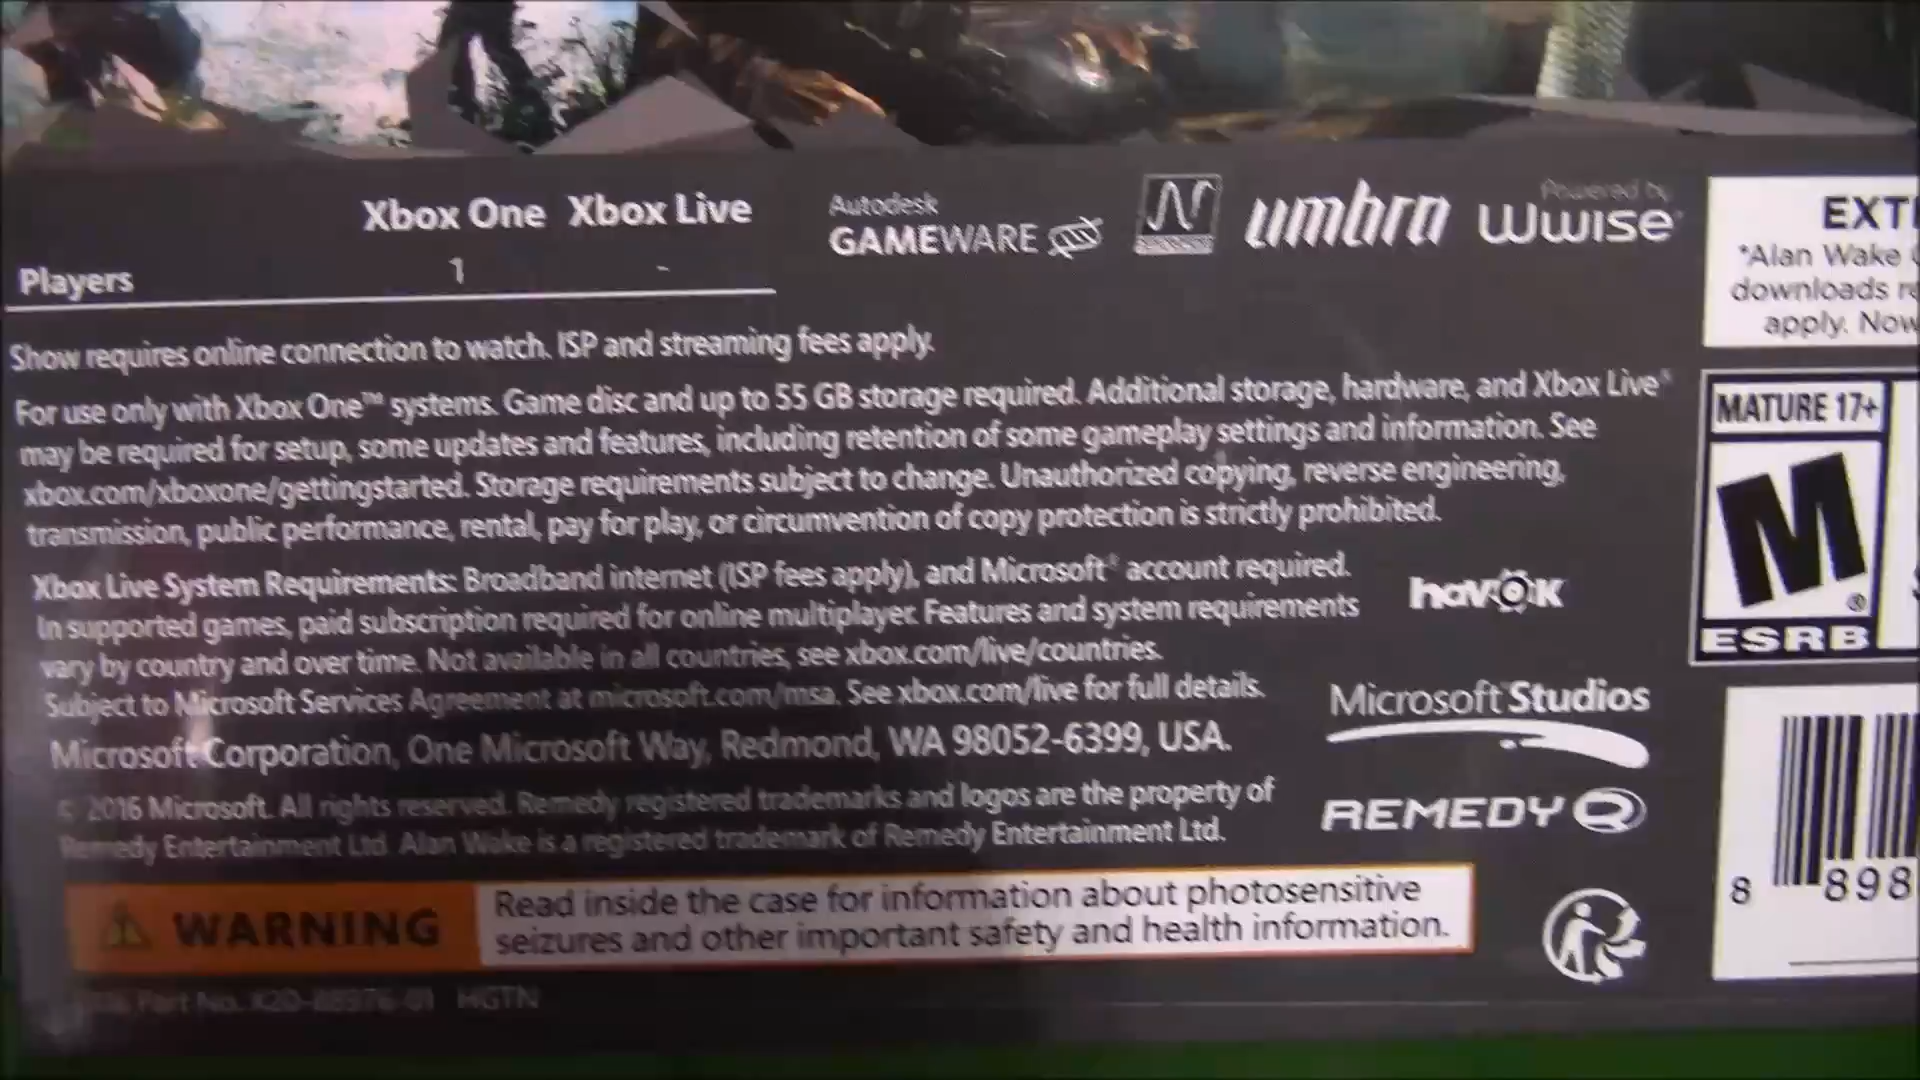 Xbox One Xbox Live
Players 1 -
Autodesk
GAMEWARE
umbra
Powered by
Wwise
EXT
*Alan Wake
downloads re
apply. Now
Show requires online connection to watch. ISP and streaming fees apply.
For use only with Xbox One™ systems. Game disc and up to 55 GB storage required. Additional storage, hardware, and Xbox Live®
may be required for setup, some updates and features, including retention of some gameplay settings and information. See
xbox.com/xboxone/gettingstarted. Storage requirements subject to change. Unauthorized copying, reverse engineering,
transmission, public performance, rental, pay for play, or circumvention of copy protection is strictly prohibited.
Xbox Live System Requirements: Broadband internet (ISP fees apply), and Microsoft® account required.
In supported games, paid subscription required for online multiplayer. Features and system requirements
vary by country and over time. Not available in all countries, see xbox.com/live/countries.
Subject to Microsoft Services Agreement at microsoft.com/msa. See xbox.com/live for full details.
Microsoft Corporation, One Microsoft Way, Redmond, WA 98052-6399, USA.
© 2016 Microsoft. All rights reserved. Remedy registered trademarks and logos are the property of
Remedy Entertainment Ltd. Alan Wake is a registered trademark of Remedy Entertainment Ltd.
havok
Microsoft Studios
REMEDY
MATURE 17+
M
®
ESRB
8 898
WARNING
Read inside the case for information about photosensitive
seizures and other important safety and health information.
Part No. HGTN